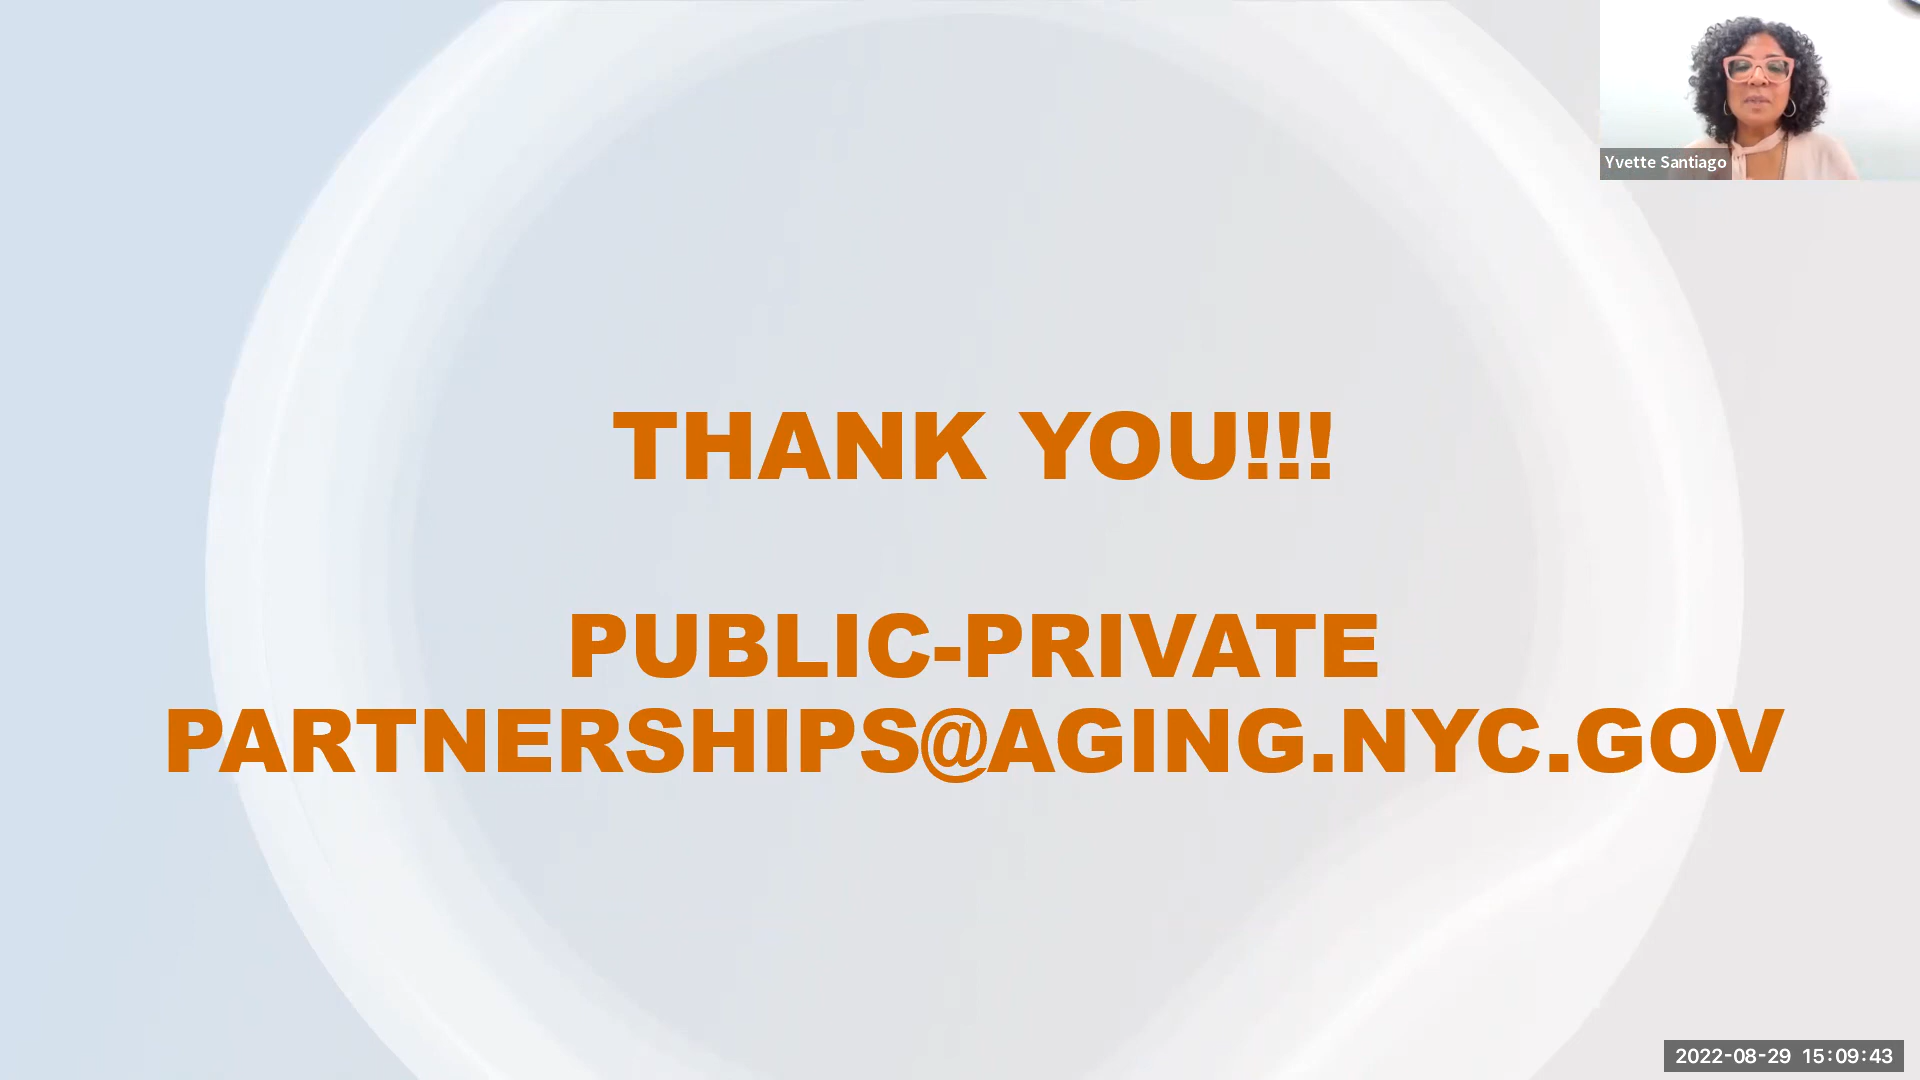 Yvette Santiago
THANK YOU!!!
PUBLIC-PRIVATE
PARTNERSHIPS@AGING.NYC.GOV
2022-08-29 15:09:43